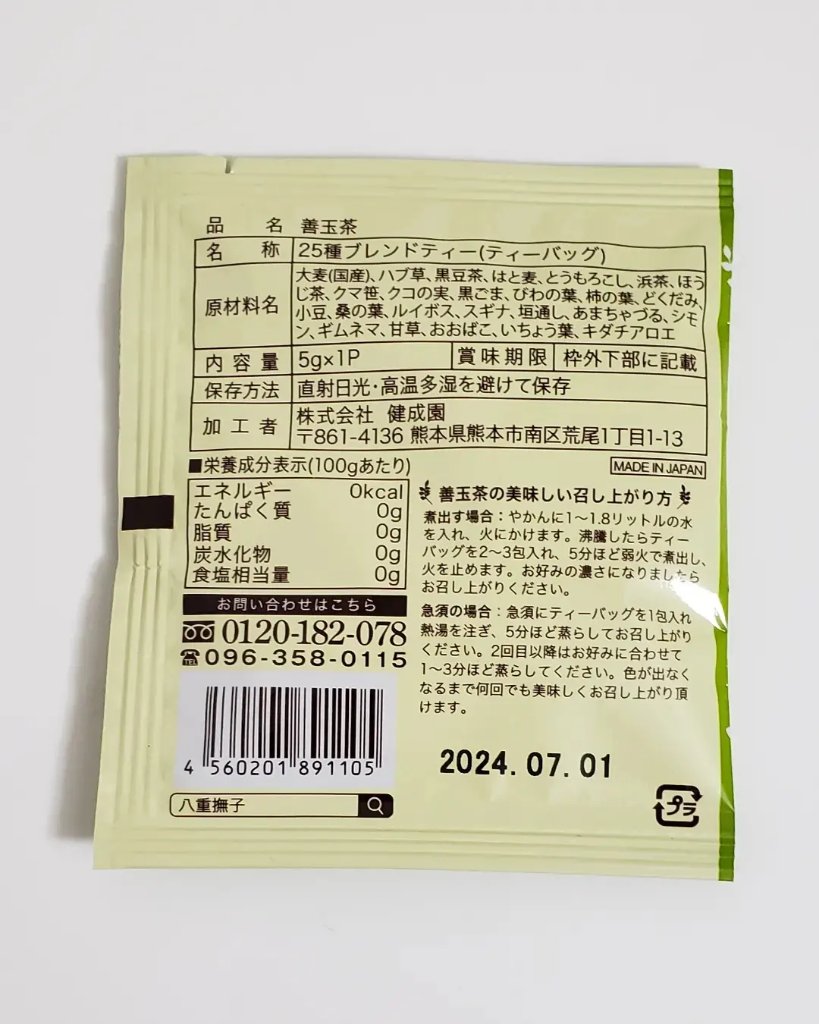 品名 善玉茶
名称 25種ブレンドティー(ティーバッグ)
原材料名 大麦(国産)、ハブ草、黒豆茶、はと麦、とうもろこし、浜茶、ほう
じ茶、クマ笹、クコの実、黒ごま、びわの葉、柿の葉、どくだみ、
小豆、桑の葉、ルイボス、スギナ、垣通し、あまちゃづる、シモ
ン、ギムネマ、甘草、おおばこ、いちょう葉、キダチアロエ
内容量 5g×1P 賞味期限 枠外下部に記載
保存方法 直射日光・高温多湿を避けて保存
加工者 株式会社 健成園
〒861-4136 熊本県熊本市南区荒尾1丁目1-13
■栄養成分表示(100gあたり)
エネルギー 0kcal
たんぱく質 0g
脂質 0g
炭水化物 0g
食塩相当量 0g
お問い合わせはこちら
0120-182-078
☎096-358-0115
4 560201 891105
八重撫子
MADE IN JAPAN
善玉茶の美味しい召し上がり方
煮出す場合：やかんに1〜1.8リットルの水
を入れ、火にかけます。沸騰したらティー
バッグを2〜3包入れ、5分ほど弱火で煮出し、
火を止めます。お好みの濃さになりましたら
お召し上がりください。
急須の場合：急須にティーバッグを1包入れ
熱湯を注ぎ、5分ほど蒸らしてお召し上がり
ください。2回目以降はお好みに合わせて
1〜3分ほど蒸らしてください。色が出なく
なるまで何回でも美味しくお召し上がり頂
けます。
2024.07.01
プラ